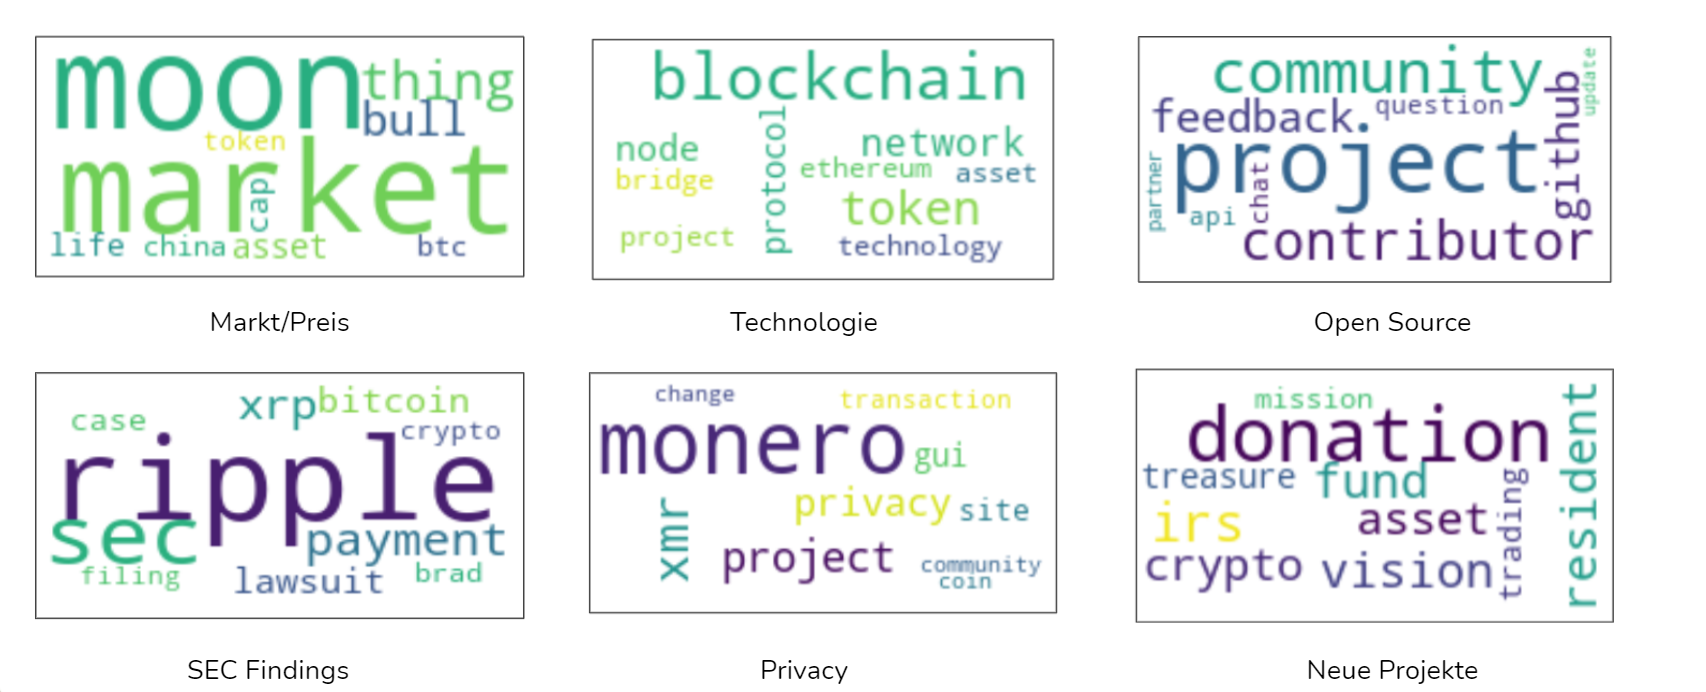 moon
thing
bull
token
market
cap
life
china
asset
btc
Markt/Preis
blockchain
node
protocol
network
bridge
ethereum
asset
token
project
technology
Technologie
community
update
feedback
question
github
project
partner
chat
api
contributor
Open Source
xrp
bitcoin
case
crypto
ripple
sec
payment
filing
lawsuit
brad
SEC Findings
change
transaction
monero
gui
privacy
site
xmr
project
community
coin
Privacy
mission
donation
resident
treasure
fund
irs
asset
trading
crypto
vision
Neue Projekte